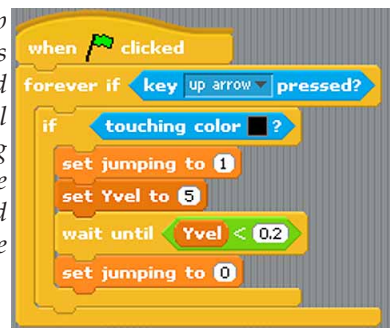 when clicked
forever if key up arrow pressed?
if touching color ?
set jumping to 1
set Yvel to 5
wait until Yvel < 0.2
set jumping to 0